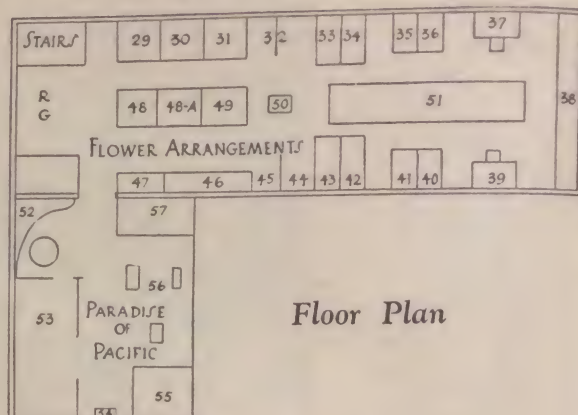 STAIRS 29 30 31 32 33 34 35 36 37
R
G
48 48-A 49 50 51 38
FLOWER ARRANGEMENTS
47 46 45 44 43 42 41 40 39
52 57
56
53 PARADISE
OF
PACIFIC
Floor Plan
55